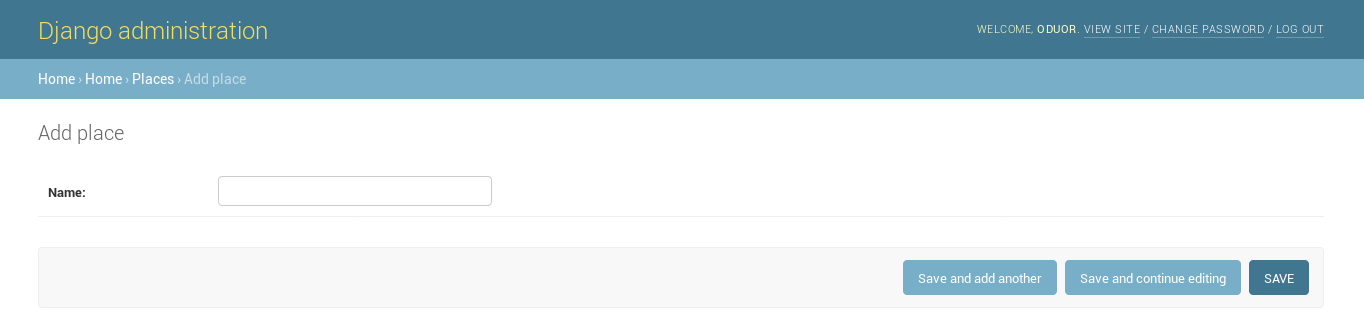 Django administration
WELCOME, ODUOR. VIEW SITE / CHANGE PASSWORD / LOG OUT
Home › Home › Places › Add place
Add place
Name:
Save and add another
Save and continue editing
SAVE